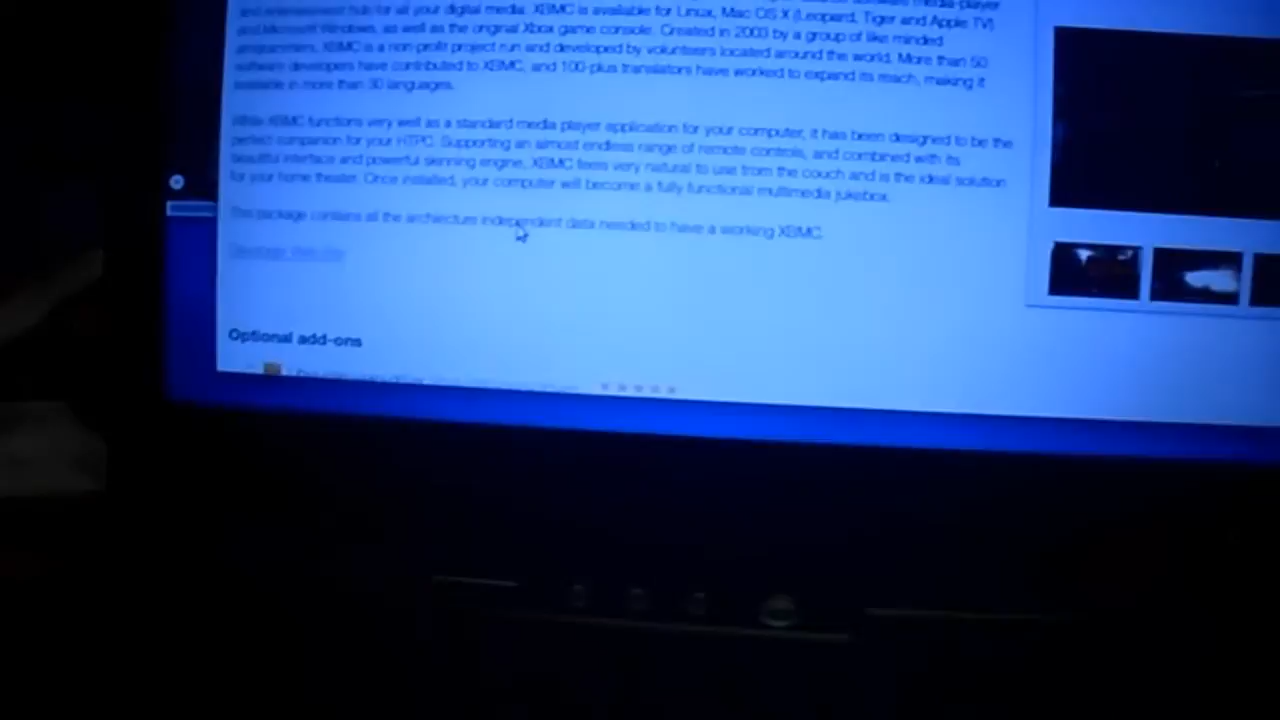 and entertainment hub for all your digital media. XBMC is available for Linux, Mac OS X (Leopard, Tiger and Apple TV)
and Microsoft Windows, as well as the original Xbox game console. Created in 2003 by a group of like minded
programmers, XBMC is a non-profit project run and developed by volunteers located around the world. More than 50
software developers have contributed to XBMC, and 100-plus translators have worked to expand its reach, making it
available in more than 30 languages.
While XBMC functions very well as a standard media player application for your computer, it has been designed to be the
perfect companion for your HTPC. Supporting an almost endless range of remote controls, and combined with its
beautiful interface and powerful skinning engine, XBMC feels very natural to use from the couch and is the ideal solution
for your home theater. Once installed, your computer will become a fully functional multimedia jukebox.
This package contains all the architecture independent data needed to have a working XBMC.
Optional add-ons